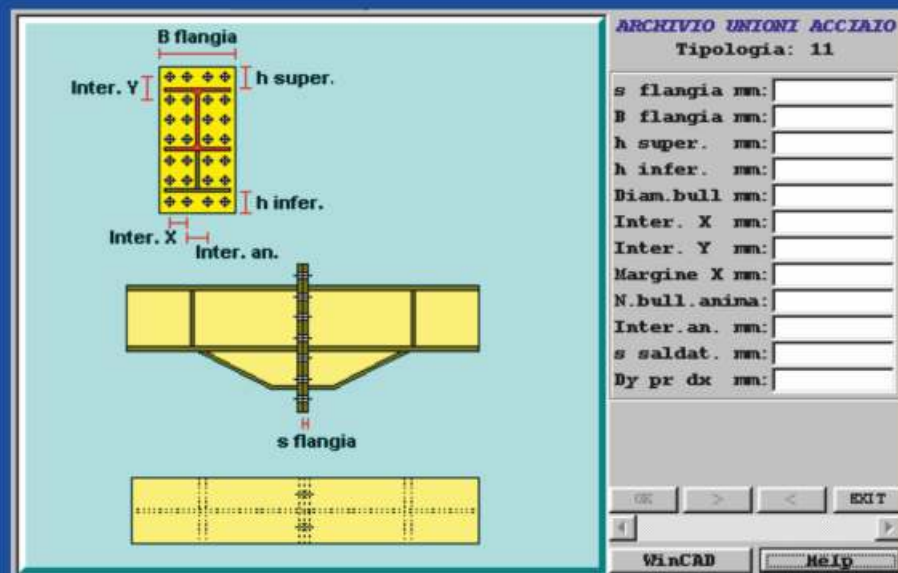 B flangia
Inter. Y
h super.
h infer.
Inter. X
Inter. an.
s flangia
ARCHIVIO UNIONI ACCIAIO
Tipologia: 11
s flangia mm:
B flangia mm:
h super. mm:
h infer. mm:
Diam.bull mm:
Inter. X mm:
Inter. Y mm:
Margine X mm:
N.bull.anima:
Inter.an. mm:
s saldat. mm:
Dy pr dx mm:
OK > < EXIT
WinCAD Help